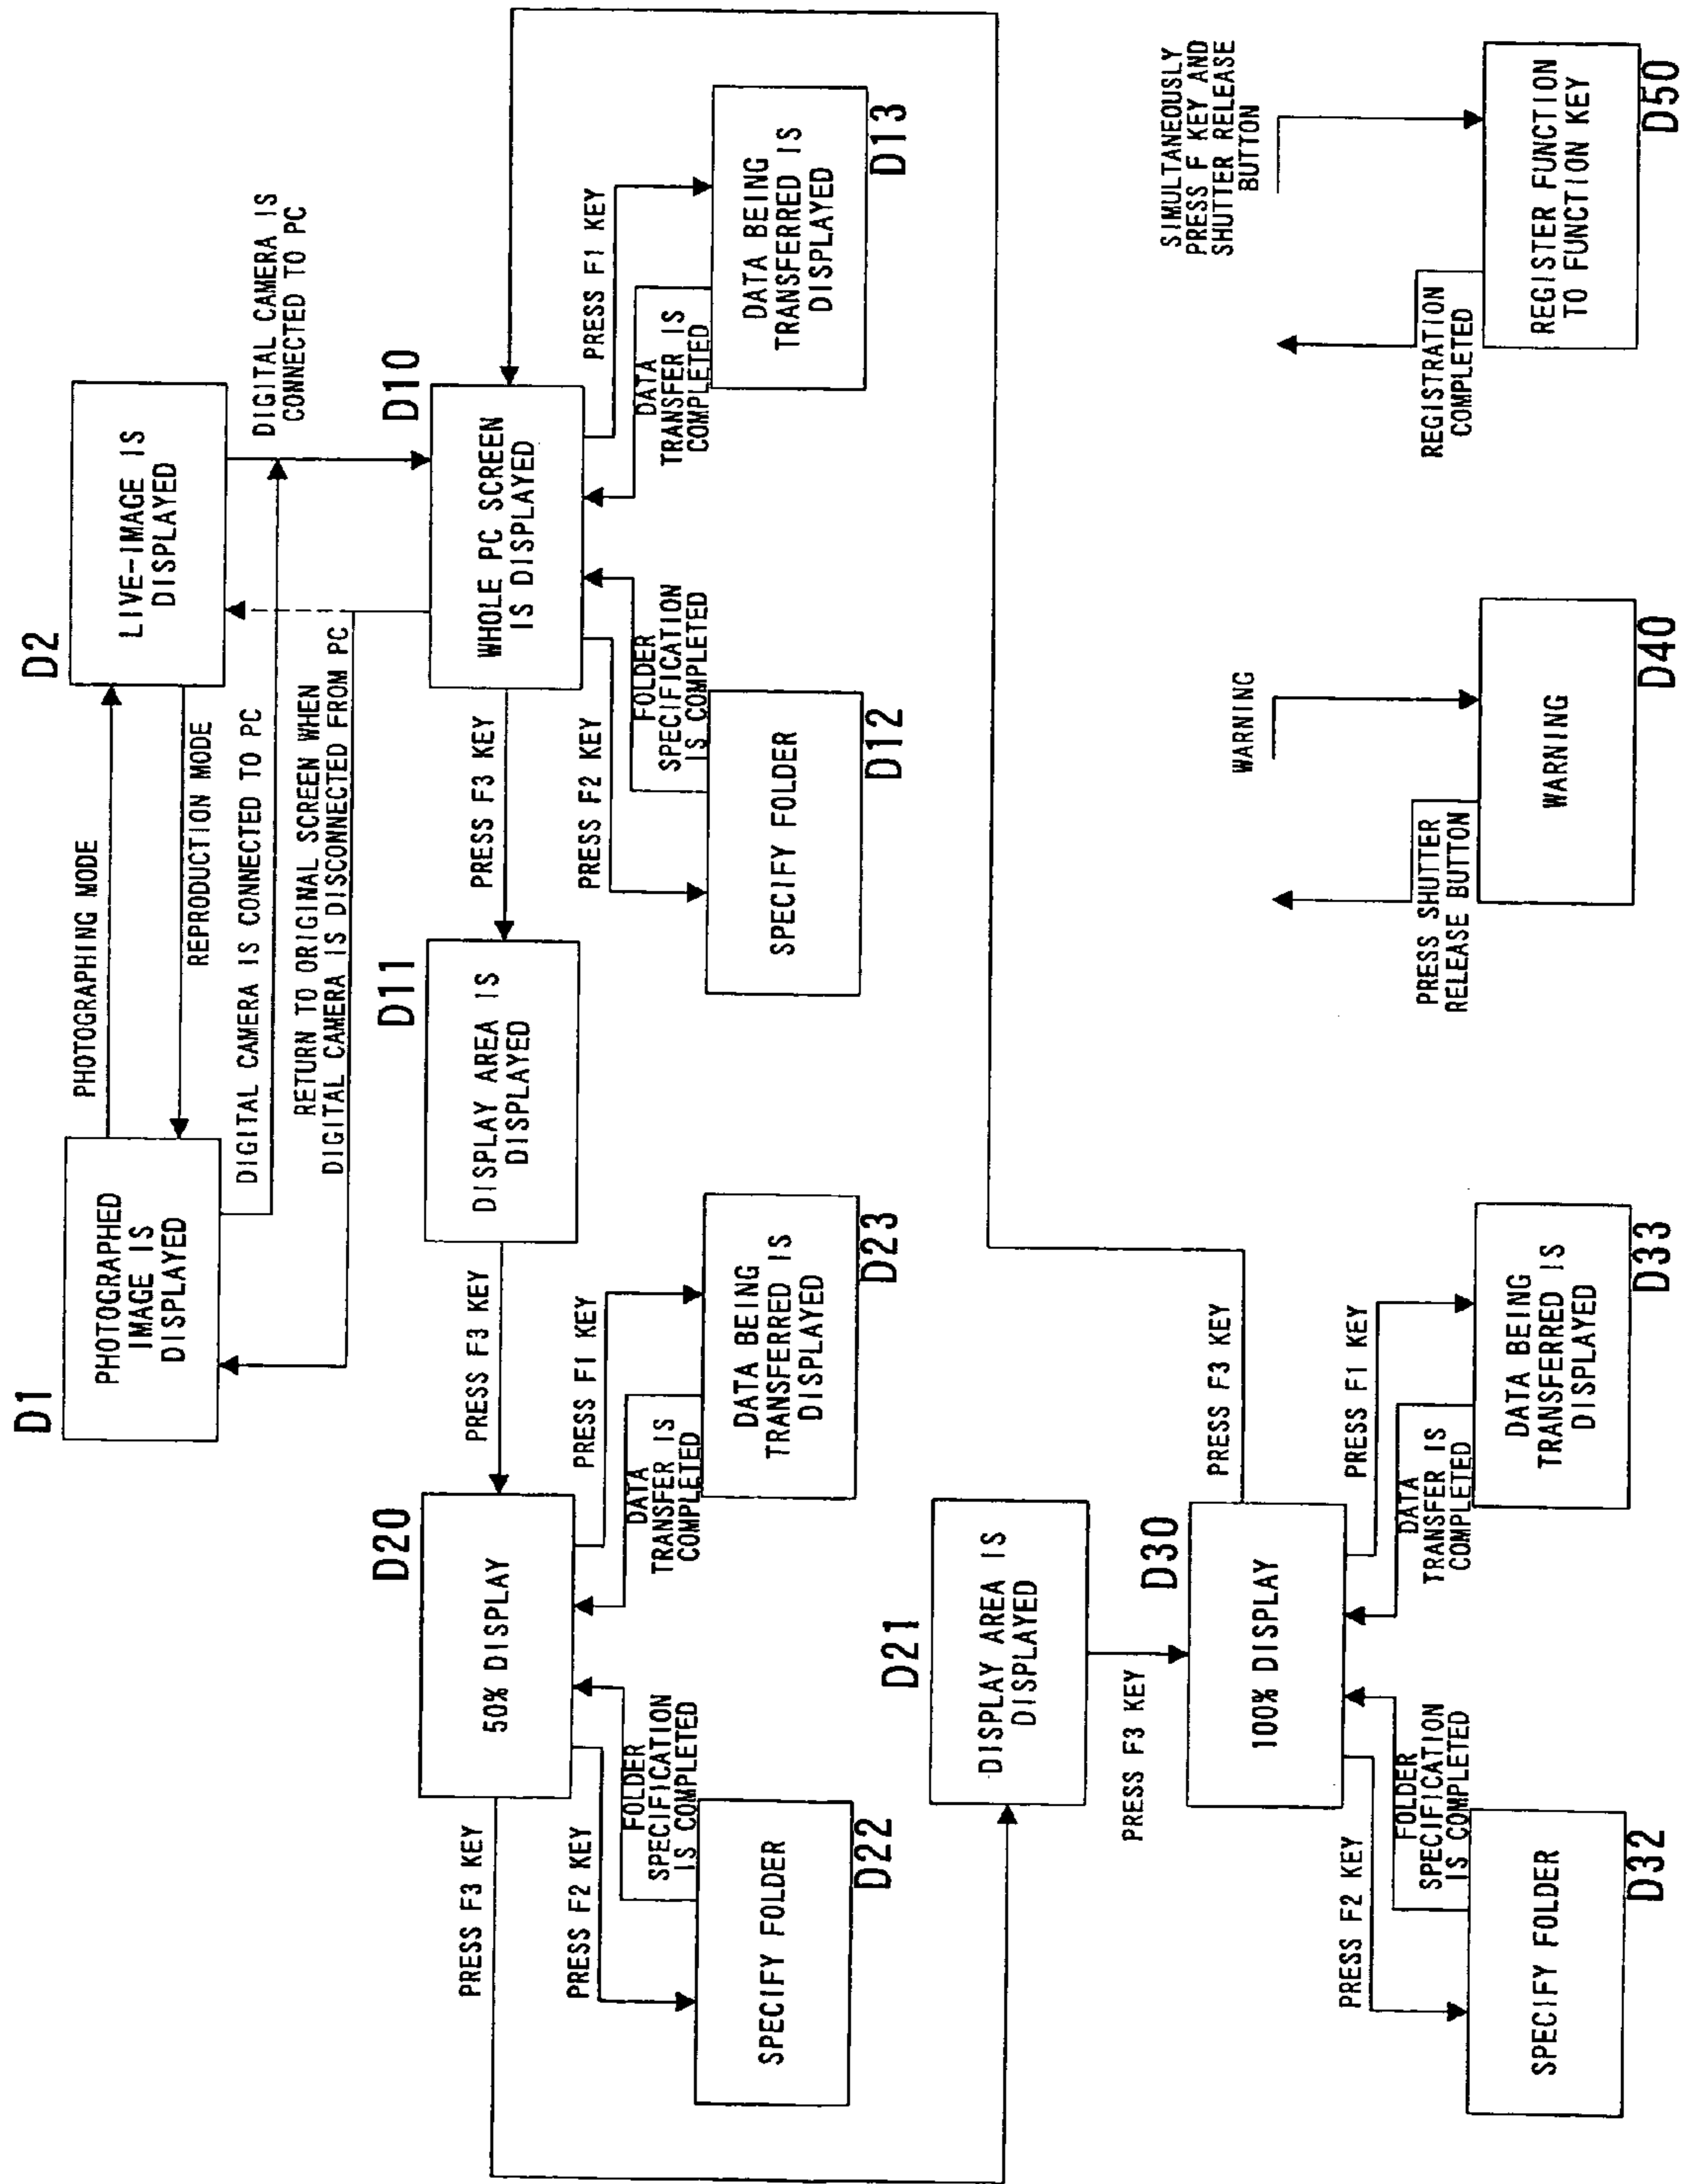 D1
PHOTOGRAPHED
IMAGE IS
DISPLAYED
PHOTOGRAPHING MODE
REPRODUCTION MODE
D2
LIVE-IMAGE IS
DISPLAYED
DIGITAL CAMERA IS CONNECTED TO PC
RETURN TO ORIGINAL SCREEN WHEN
DIGITAL CAMERA IS DISCONNECTED FROM PC
DIGITAL CAMERA IS
CONNECTED TO PC
D20
50% DISPLAY
PRESS F3 KEY
D11
DISPLAY AREA IS
DISPLAYED
PRESS F3 KEY
D10
WHOLE PC SCREEN
IS DISPLAYED
PRESS F3 KEY
PRESS F2 KEY
FOLDER
SPECIFICATION
IS COMPLETED
DATA
TRANSFER IS
COMPLETED
PRESS F1 KEY
PRESS F2 KEY
FOLDER
SPECIFICATION
IS COMPLETED
DATA
TRANSFER IS
COMPLETED
PRESS F1 KEY
SPECIFY FOLDER
D22
DATA BEING
TRANSFERRED IS
DISPLAYED
D23
SPECIFY FOLDER
D12
DATA BEING
TRANSFERRED IS
DISPLAYED
D13
D21
DISPLAY AREA IS
DISPLAYED
PRESS F3 KEY
D30
100% DISPLAY
PRESS F3 KEY
PRESS F2 KEY
FOLDER
SPECIFICATION
IS COMPLETED
DATA
TRANSFER IS
COMPLETED
PRESS F1 KEY
SPECIFY FOLDER
D32
DATA BEING
TRANSFERRED IS
DISPLAYED
D33
WARNING
PRESS SHUTTER
RELEASE BUTTON
WARNING
D40
SIMULTANEOUSLY
PRESS F KEY AND
SHUTTER RELEASE
BUTTON
REGISTRATION
COMPLETED
REGISTER FUNCTION
TO FUNCTION KEY
D50